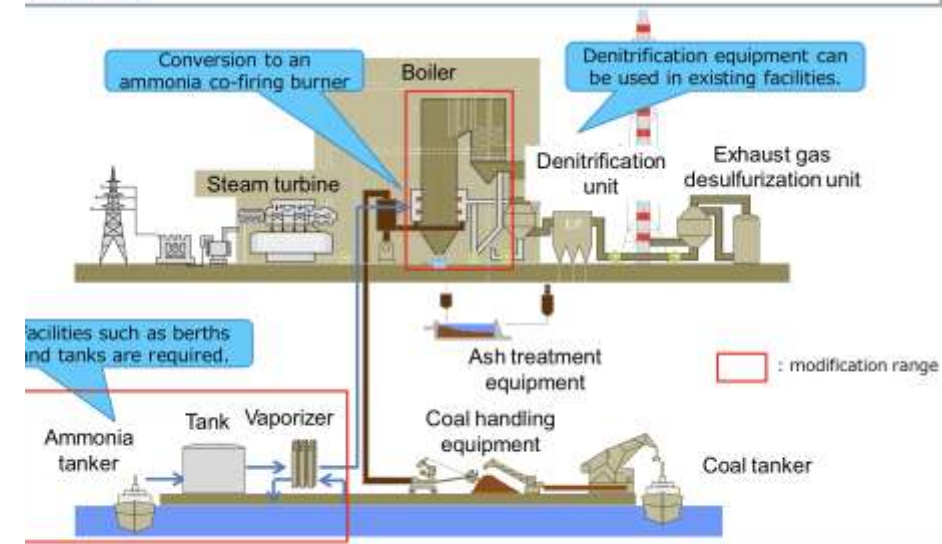 Conversion to an
ammonia co-firing burner
Boiler
Denitrification equipment can
be used in existing facilities.
Steam turbine
Denitrification
unit
Exhaust gas
desulfurization unit
acilities such as berths
nd tanks are required.
Ash treatment
equipment
: modification range
Ammonia
tanker
Tank
Vaporizer
Coal handling
equipment
Coal tanker